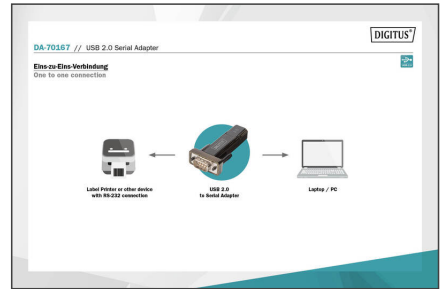 DIGITUS®
DA-70167 // USB 2.0 Serial Adapter
Eins-zu-Eins-Verbindung
One to one connection
Label Printer or other device
with RS-232 connection
USB 2.0
to Serial Adapter
Laptop / PC